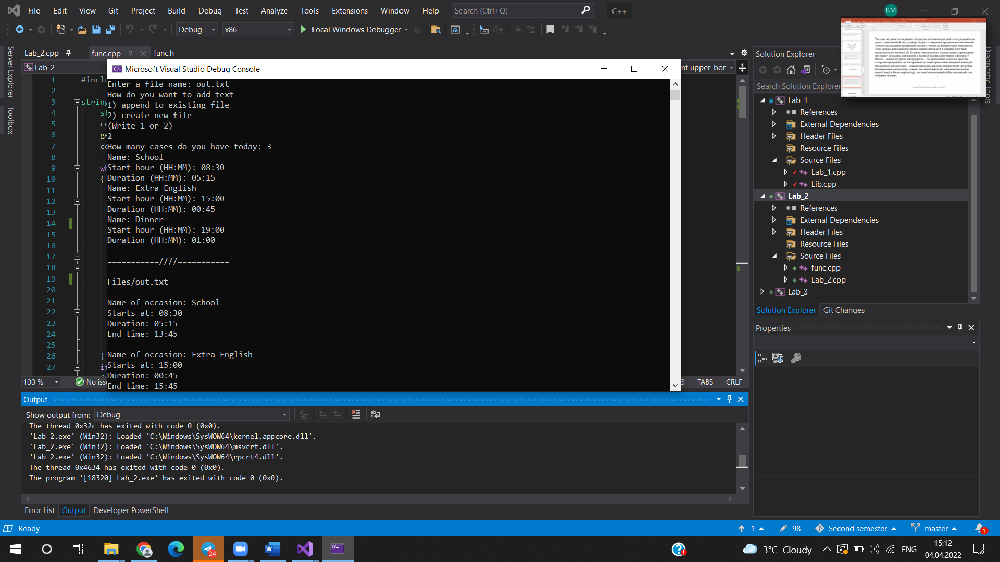 File Edit View Git Project Build Debug Test Analyze Tools Extensions Window Help Search (Ctrl+Q) C++ BM
Debug x86 Local Windows Debugger
Server Explorer
Toolbox
Lab_2.cpp func.cpp func.h
Lab_2
nt upper_bor
1 #inclu
2
3 string
4 st
5 co
6 ge
7 co
8
9 wh
10 {
11
12
13
14
15
16
17
18
19
20
21
22
23
24
25
26 }
27 if
100 % No issu
3 TABS CRLF
Microsoft Visual Studio Debug Console
Enter a file name: out.txt
How do you want to add text
1) append to existing file
2) create new file
(Write 1 or 2)
2
How many cases do you have today: 3
Name: School
Start hour (HH:MM): 08:30
Duration (HH:MM): 05:15
Name: Extra English
Start hour (HH:MM): 15:00
Duration (HH:MM): 00:45
Name: Dinner
Start hour (HH:MM): 19:00
Duration (HH:MM): 01:00
===========////===========
Files/out.txt
Name of occasion: School
Starts at: 08:30
Duration: 05:15
End time: 13:45
Name of occasion: Extra English
Starts at: 15:00
Duration: 00:45
End time: 15:45
Output
Show output from: Debug
The thread 0x32c has exited with code 0 (0x0).
'Lab_2.exe' (Win32): Loaded 'C:\Windows\SysWOW64\kernel.appcore.dll'.
'Lab_2.exe' (Win32): Loaded 'C:\Windows\SysWOW64\msvcrt.dll'.
'Lab_2.exe' (Win32): Loaded 'C:\Windows\SysWOW64\rpcrt4.dll'.
The thread 0x4634 has exited with code 0 (0x0).
The program '[18320] Lab_2.exe' has exited with code 0 (0x0).
Error List Output Developer PowerShell
Solution Explorer
Search Solution Explorer
Lab_1
References
External Dependencies
Header Files
Resource Files
Source Files
Lab_1.cpp
Lib.cpp
Lab_2
References
External Dependencies
Header Files
Resource Files
Source Files
func.cpp
Lab_2.cpp
Lab_3
Solution Explorer Git Changes
Properties
Diagnostic Tools
Ready 1 98 Second semester master 1
24 3°C Cloudy ENG 15:12
04.04.2022